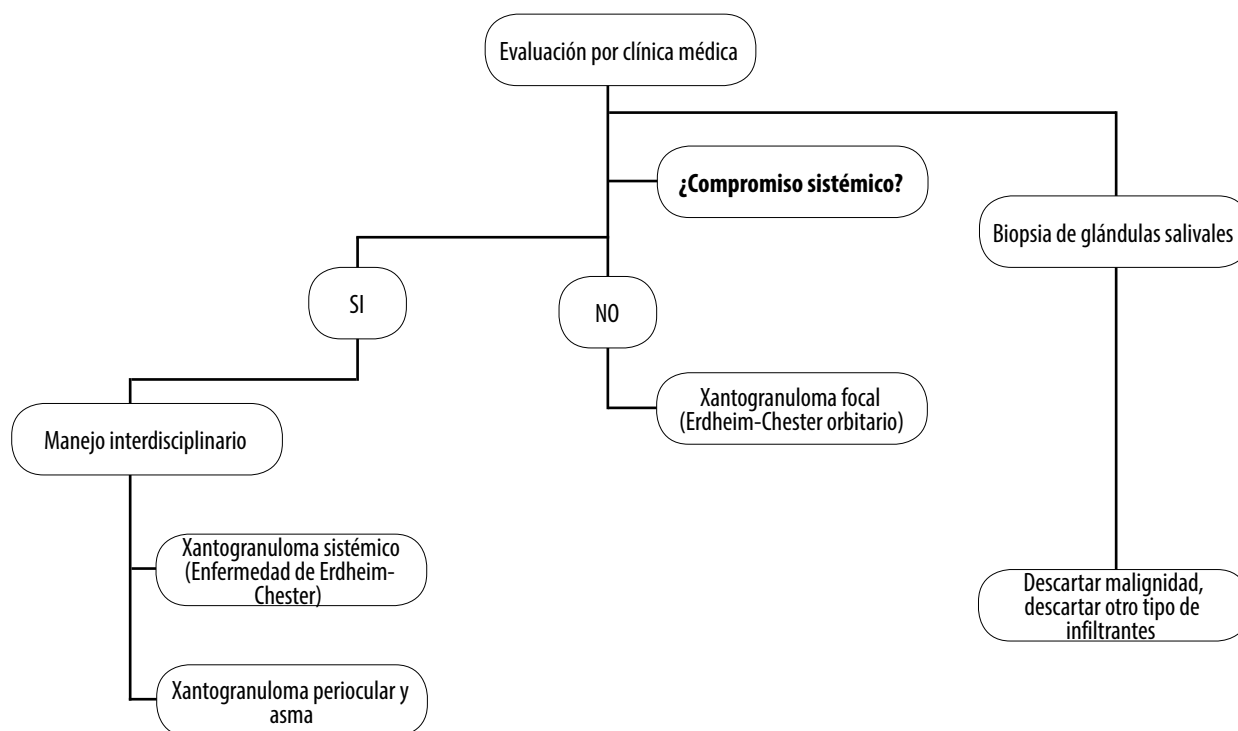 Evaluación por clínica médica
¿Compromiso sistémico?
Biopsia de glándulas salivales
SI
NO
Xantogranuloma focal
(Erdheim-Chester orbitario)
Manejo interdisciplinario
Xantogranuloma sistémico
(Enfermedad de Erdheim-
Chester)
Descartar malignidad,
descartar otro tipo de
infiltrantes
Xantogranuloma periocular y
asma